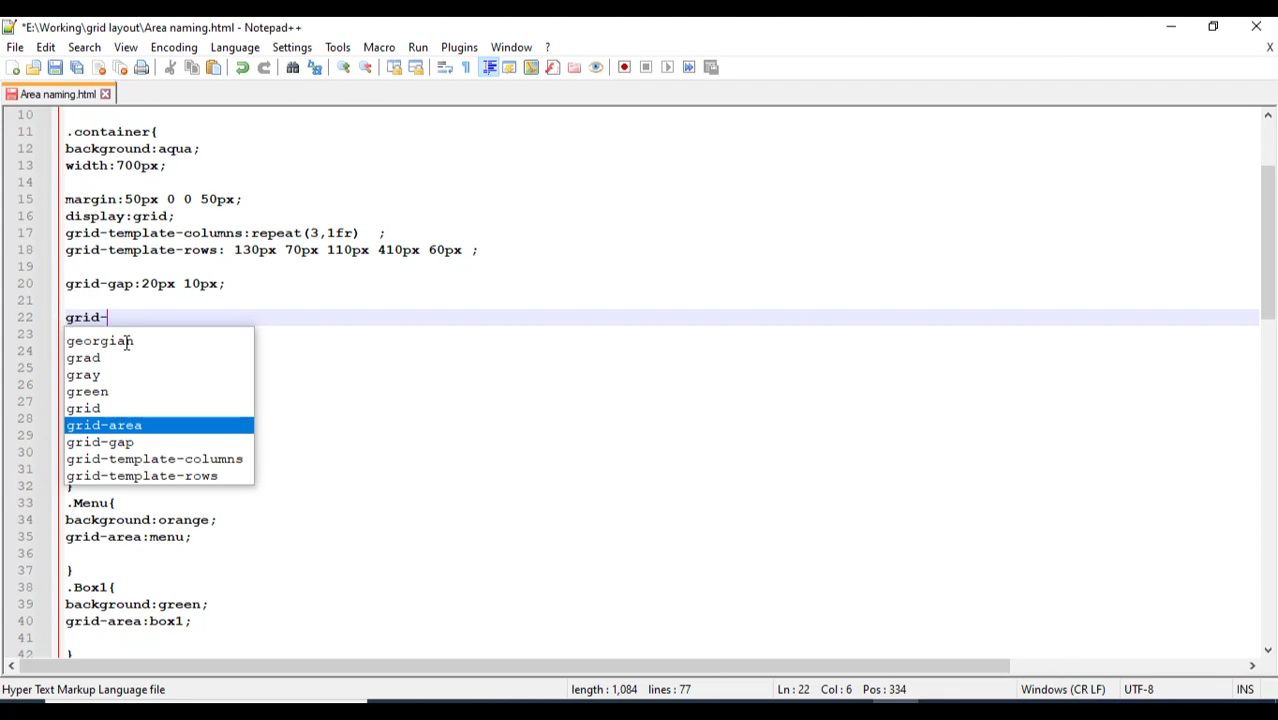 *E:\Working\grid layout\Area naming.html - Notepad++
File Edit Search View Encoding Language Settings Tools Macro Run Plugins Window ? X
Area naming.html
10
11 .container{
12 background:aqua;
13 width:700px;
14
15 margin:50px 0 0 50px;
16 display:grid;
17 grid-template-columns:repeat(3,1fr) ;
18 grid-template-rows: 130px 70px 110px 410px 60px ;
19
20 grid-gap:20px 10px;
21
22 grid-
23 georgian
24 grad
25 gray
26 green
27 grid
28 grid-area
29 grid-gap
30 grid-template-columns
31 grid-template-rows
32 }
33 .Menu{
34 background:orange;
35 grid-area:menu;
36
37 }
38 .Box1{
39 background:green;
40 grid-area:box1;
41
42 }
Hyper Text Markup Language file length : 1,084 lines : 77 Ln : 22 Col : 6 Pos : 334 Windows (CR LF) UTF-8 INS